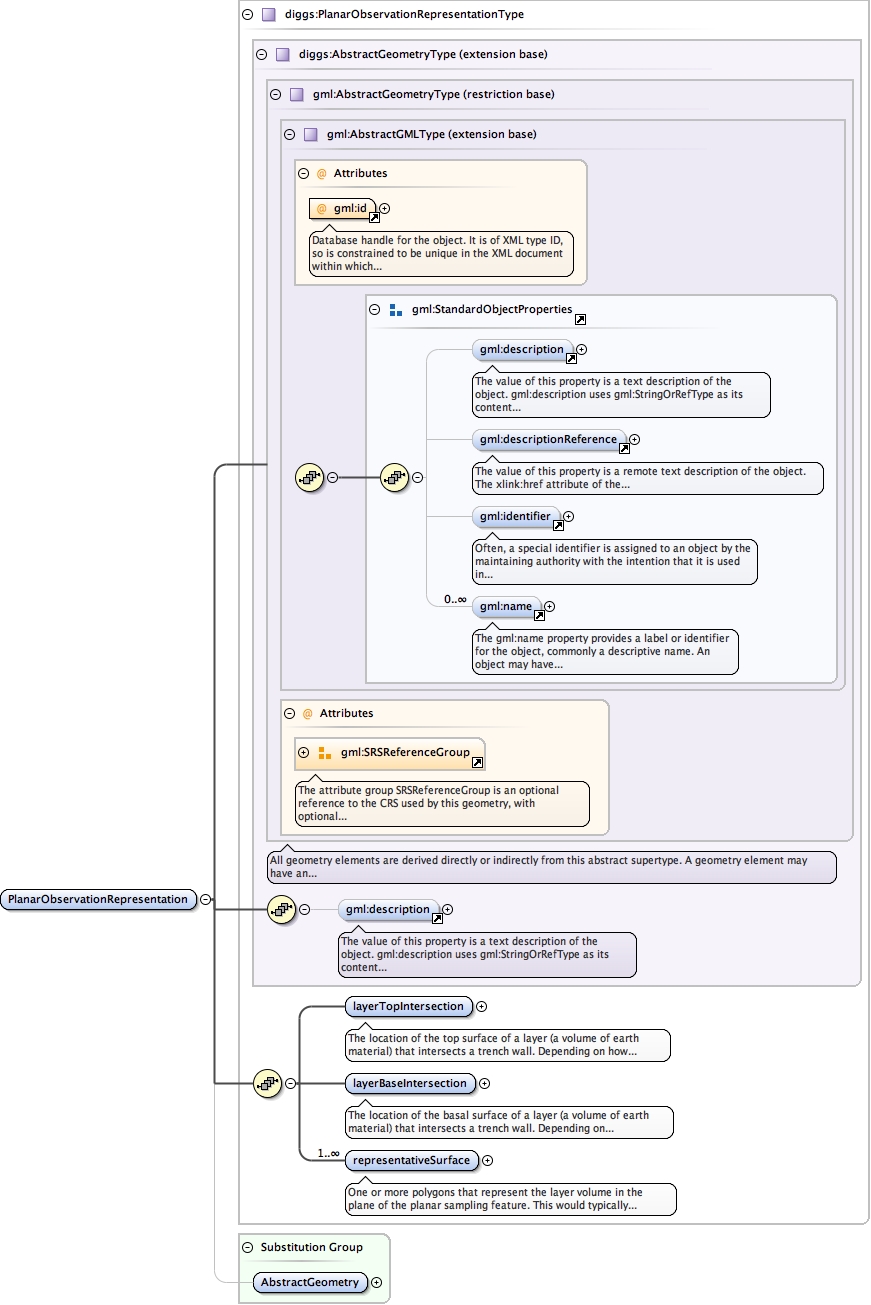 diggs:PlanarObservationRepresentationType
diggs:AbstractGeometryType (extension base)
gml:AbstractGeometryType (restriction base)
gml:AbstractGMLType (extension base)
@ Attributes
@ gml:id
Database handle for the object. It is of XML type ID,
so is constrained to be unique in the XML document
within which...
gml:StandardObjectProperties
gml:description
The value of this property is a text description of the
object. gml:description uses gml:StringOrRefType as its
content...
gml:descriptionReference
The value of this property is a remote text description of the object.
The xlink:href attribute of the...
gml:identifier
Often, a special identifier is assigned to an object by the
maintaining authority with the intention that it is used
in...
0..∞
gml:name
The gml:name property provides a label or identifier
for the object, commonly a descriptive name. An
object may have...
@ Attributes
gml:SRSReferenceGroup
The attribute group SRSReferenceGroup is an optional
reference to the CRS used by this geometry, with
optional...
All geometry elements are derived directly or indirectly from this abstract supertype. A geometry element may
have an...
PlanarObservationRepresentation
gml:description
The value of this property is a text description of the
object. gml:description uses gml:StringOrRefType as its
content...
layerTopIntersection
The location of the top surface of a layer (a volume of earth
material) that intersects a trench wall. Depending on how...
layerBaseIntersection
The location of the basal surface of a layer (a volume of earth
material) that intersects a trench wall. Depending on...
1..∞
representativeSurface
One or more polygons that represent the layer volume in the
plane of the planar sampling feature. This would typically...
Substitution Group
AbstractGeometry